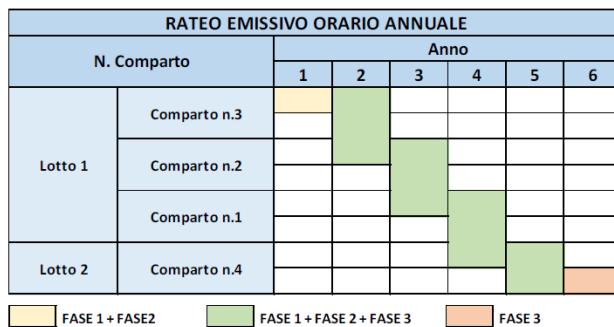 RATEO EMISSIVO ORARIO ANNUALE
N. Comparto
Anno
1 2 3 4 5 6
Lotto 1
Comparto n.3
Comparto n.2
Comparto n.1
Lotto 2
Comparto n.4
FASE 1 + FASE2
FASE 1 + FASE 2 + FASE 3
FASE 3